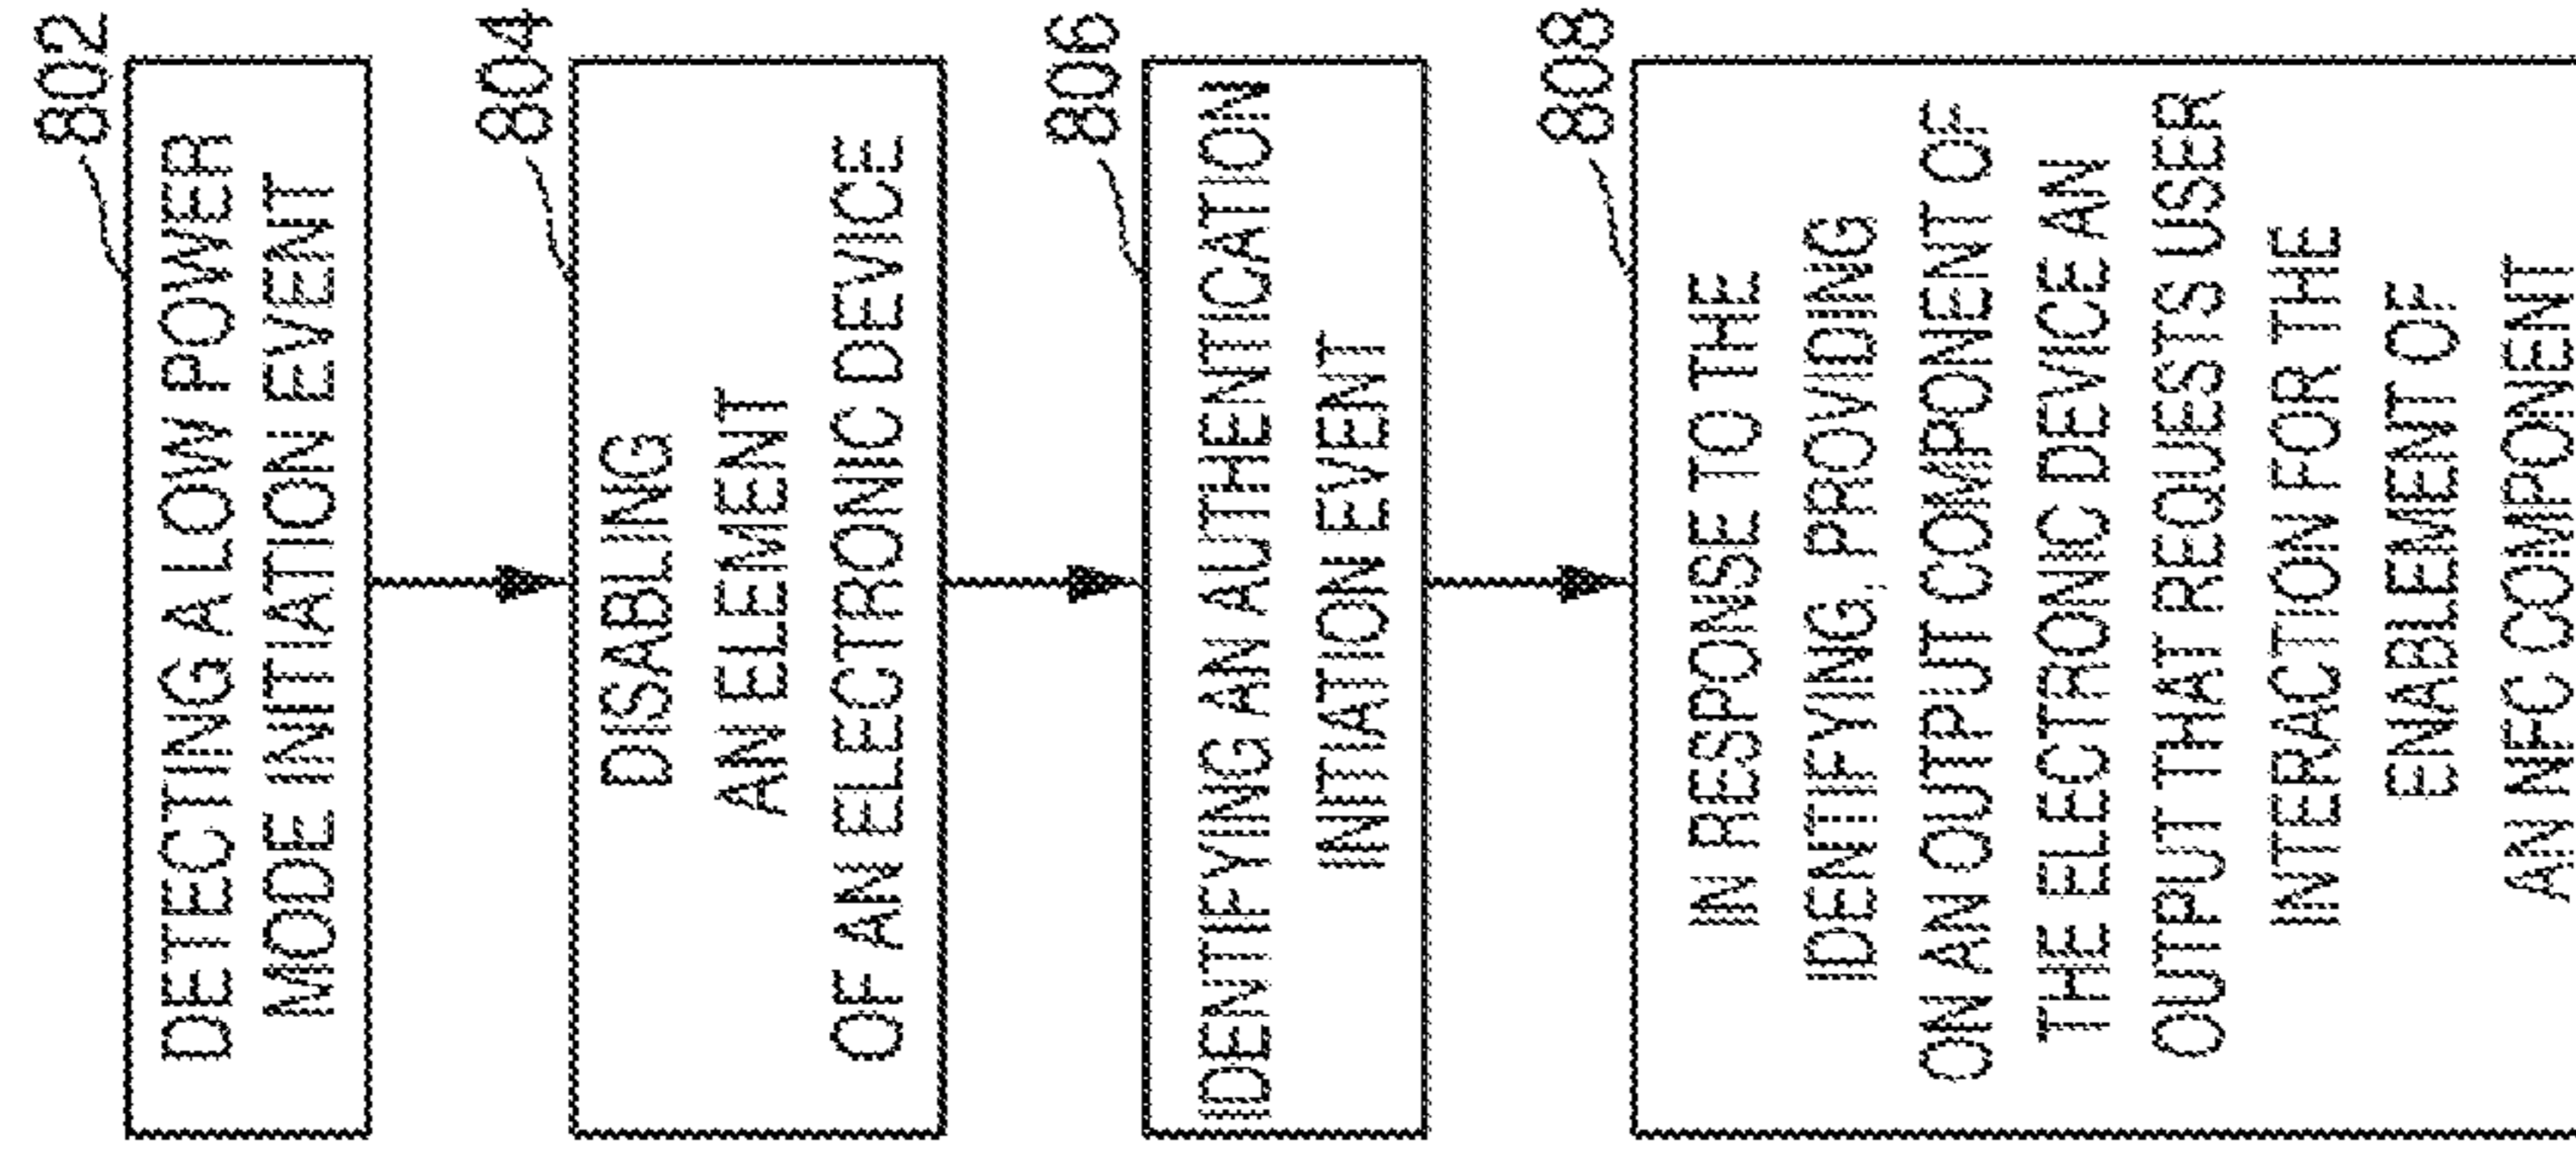 802
DETECTING A LOW POWER
MODE INITIATION EVENT
804
DISABLING
AN ELEMENT
OF AN ELECTRONIC DEVICE
806
IDENTIFYING AN AUTHENTICATION
INITIATION EVENT
808
IN RESPONSE TO THE
IDENTIFYING, PROVIDING
ON AN OUTPUT COMPONENT OF
THE ELECTRONIC DEVICE AN
OUTPUT THAT REQUESTS USER
INTERACTION FOR THE
ENABLEMENT OF
AN NFC COMPONENT